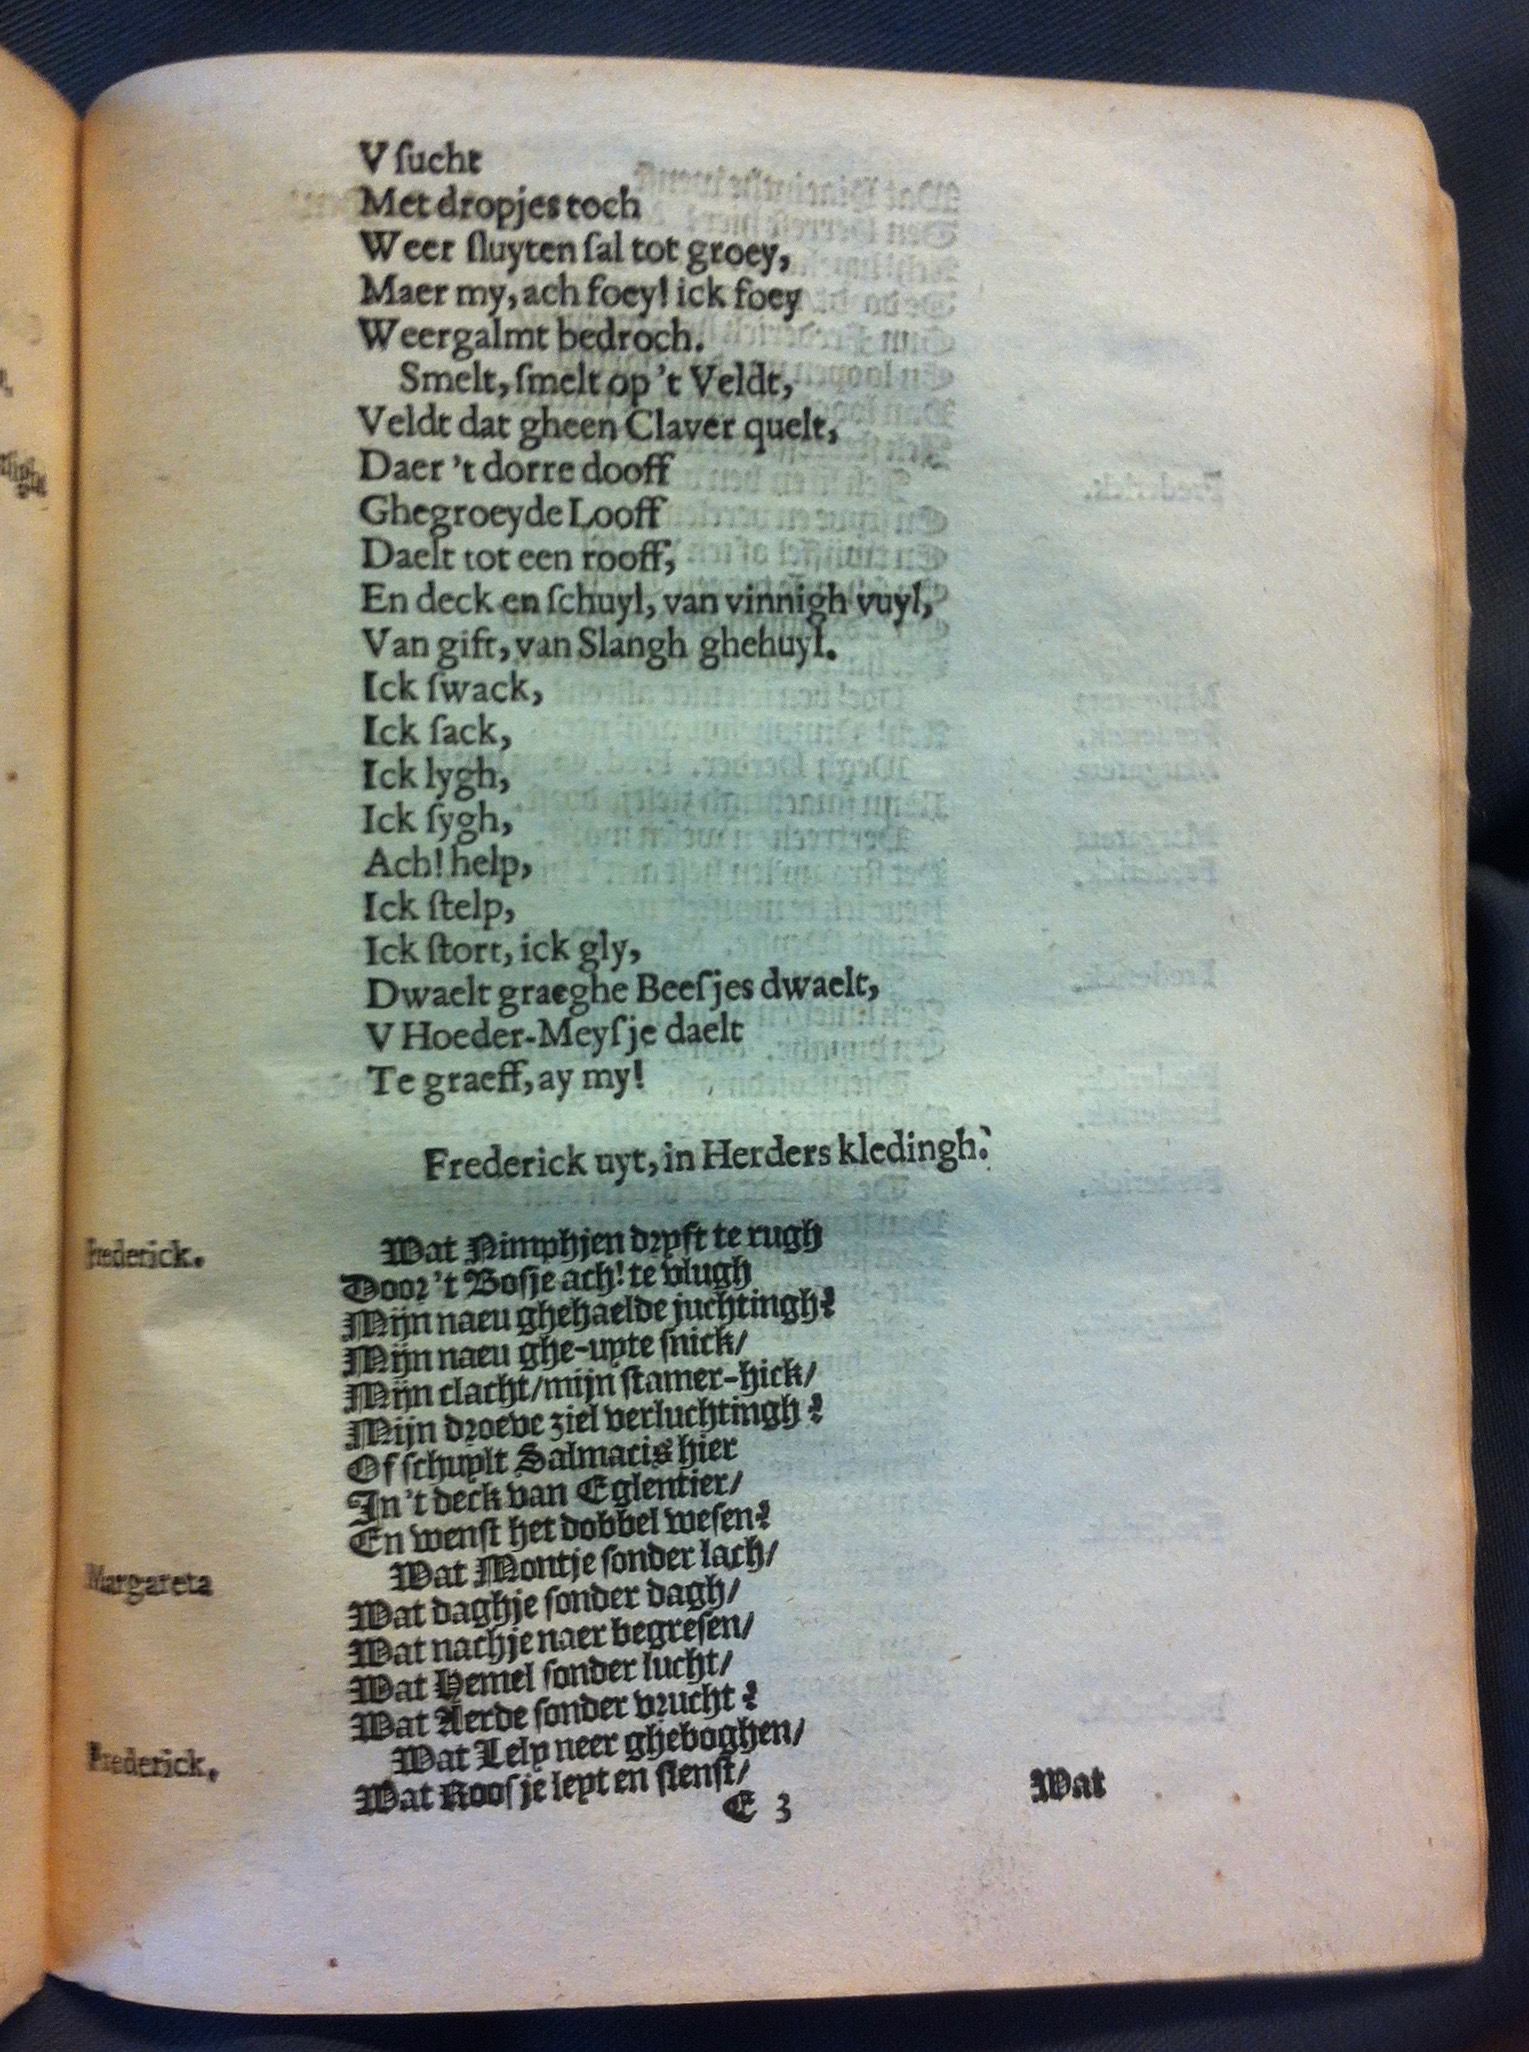 V ſucht
Met dropjes toch
Weer ſluyten ſal tot groey,
Maer my, ach foey! ick foey
Weergalmt bedroch.
Smelt, ſmelt op 't Veldt,
Veldt dat gheen Claver quelt,
Daer 't dorre dooff
Ghegroeyde Looff
Daelt tot een rooff,
En deck en ſchuyl, van vinnigh vuyl,
Van gift, van Slangh ghehuyl.
Ick ſwack,
Ick ſack,
Ick lygh,
Ick ſygh,
Ach! help,
Ick ſtelp,
Ick ſtort, ick gly,
Dwaelt graeghe Beeſjes dwaelt,
V Hoeder-Meyſje daelt
Te graeff, ay my!
Frederick uyt, in Herders kledingh.
Frederick. Wat Nimphjen dryft te rugh
Door 't Bosje ach! te vlugh
Mijn naeu ghehaelde juchtingh?
Mijn naeu ghe-uyte ſnick/
Mijn clacht/mijn ſtamer-hick/
Mijn droeve ziel verluchtingh?
Of ſchuylt Salmacis hier
In 't deck van Eglentier/
En wenſt het dobbel weſen?
Margareta Wat Montje ſonder lach/
Wat daghje ſonder dagh/
Wat nachje naer begreſen/
Wat Hemel ſonder lucht/
Wat Aerde ſonder vrucht?
Frederick. Wat Lely neer gheboghen/
Wat Rooſje leyt en ſlenſt/
E 3 Wat